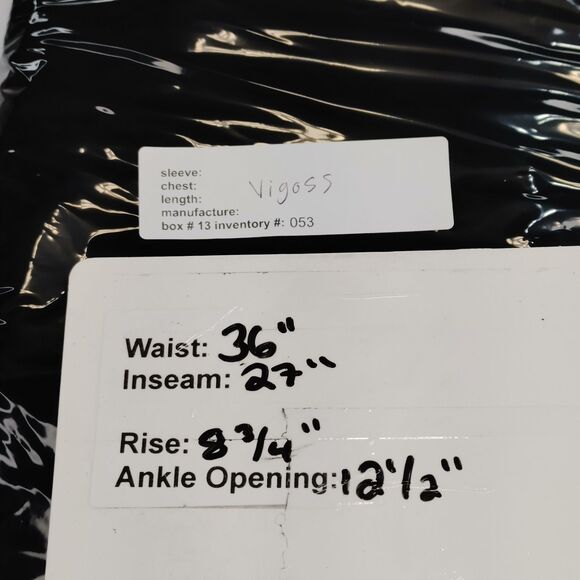 sleeve:
chest: Vigoss
length:
manufacture:
box # 13 inventory #: 053
Waist: 36"
Inseam: 27"
Rise: 8 3/4"
Ankle Opening: 12 1/2"